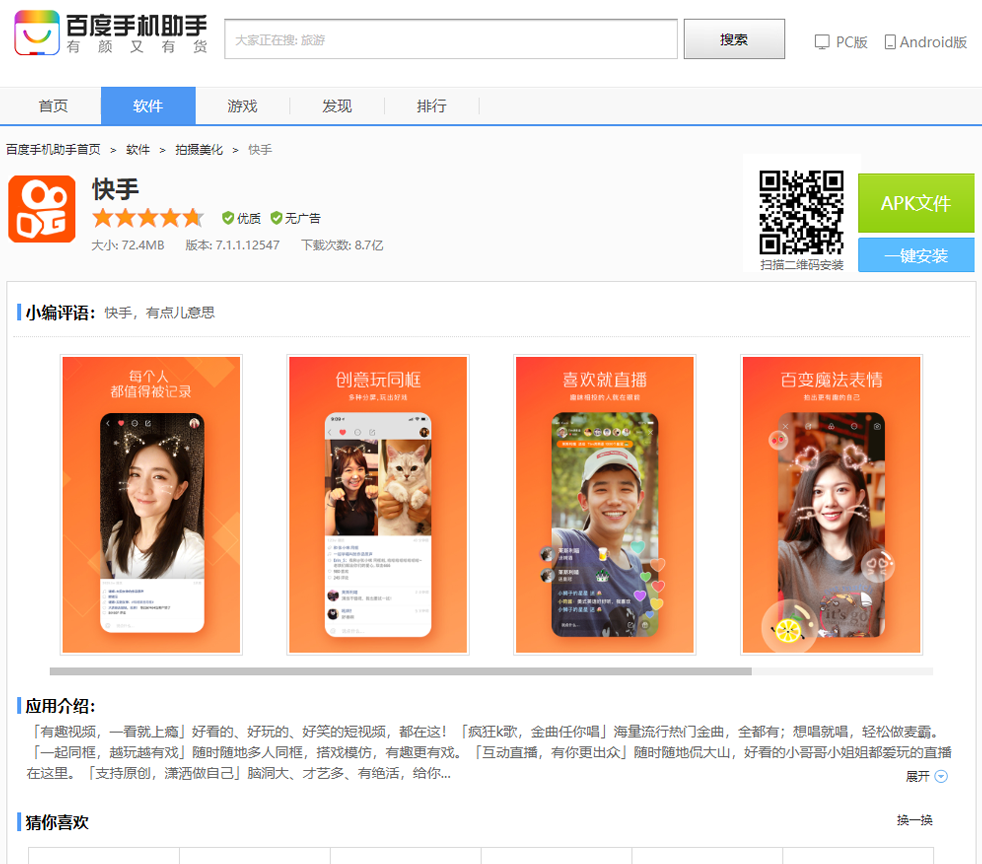 百度手机助手
有颜又有货
大家正在搜: 旅游
搜索
PC版
Android版
首页
软件
游戏
发现
排行
百度手机助手首页 > 软件 > 拍摄美化 > 快手
快手
优质
无广告
大小: 72.4MB 版本: 7.1.1.12547 下载次数: 8.7亿
扫描二维码安装
APK文件
一键安装
小编评语: 快手，有点儿意思
每个人
都值得被记录
创意玩同框
多种分屏,玩出好戏
喜欢就直播
趣味相投的人就在眼前
百变魔法表情
拍出更有趣的自己
应用介绍:
「有趣视频，一看就上瘾」好看的、好玩的、好笑的短视频，都在这！「疯狂k歌，金曲任你唱」海量流行热门金曲，全都有；想唱就唱，轻松做麦霸。
「一起同框，越玩越有戏」随时随地多人同框，搭戏模仿，有趣更有戏。「互动直播，有你更出众」随时随地侃大山，好看的小哥哥小姐姐都爱玩的直播
在这里。「支持原创，潇洒做自己」脑洞大、才艺多、有绝活，给你...
展开
猜你喜欢
换一换